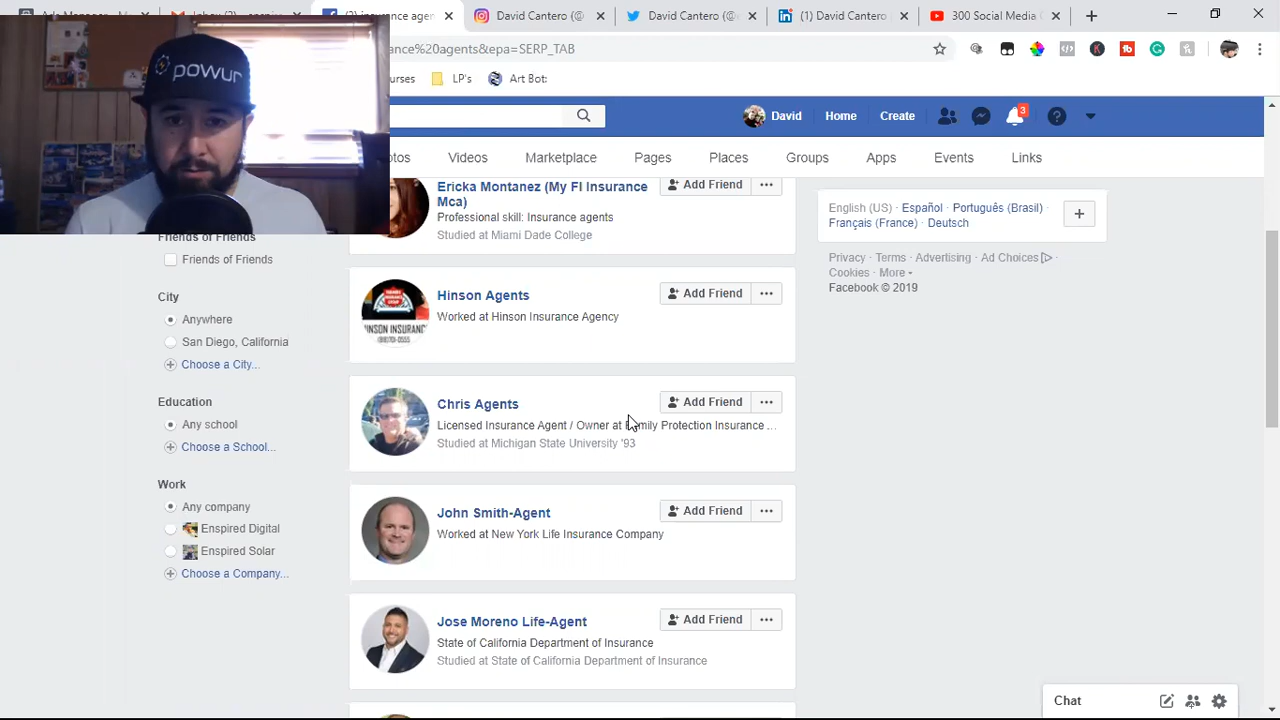 insurance agen
David Cantero (@
David Cantero (
(1) David Cantero
500 Social Media
ance%20agents&epa=SERP_TAB
powur
urses
LP's
Art Bot:
David
Home
Create
3
otos
Videos
Marketplace
Pages
Places
Groups
Apps
Events
Links
Friends of Friends
Friends of Friends
City
Anywhere
San Diego, California
Choose a City...
Education
Any school
Choose a School...
Work
Any company
Enspired Digital
Enspired Solar
Choose a Company...
Ericka Montanez (My FI Insurance
Mca)
Professional skill: Insurance agents
Studied at Miami Dade College
Add Friend
Hinson Agents
Worked at Hinson Insurance Agency
Add Friend
HINSON INSURANC
Chris Agents
Licensed Insurance Agent / Owner at Family Protection Insurance ...
Studied at Michigan State University '93
Add Friend
John Smith-Agent
Worked at New York Life Insurance Company
Add Friend
Jose Moreno Life-Agent
State of California Department of Insurance
Studied at State of California Department of Insurance
Add Friend
English (US) · Español · Português (Brasil) ·
Français (France) · Deutsch
Privacy · Terms · Advertising · Ad Choices ·
Cookies · More
Facebook © 2019
Chat